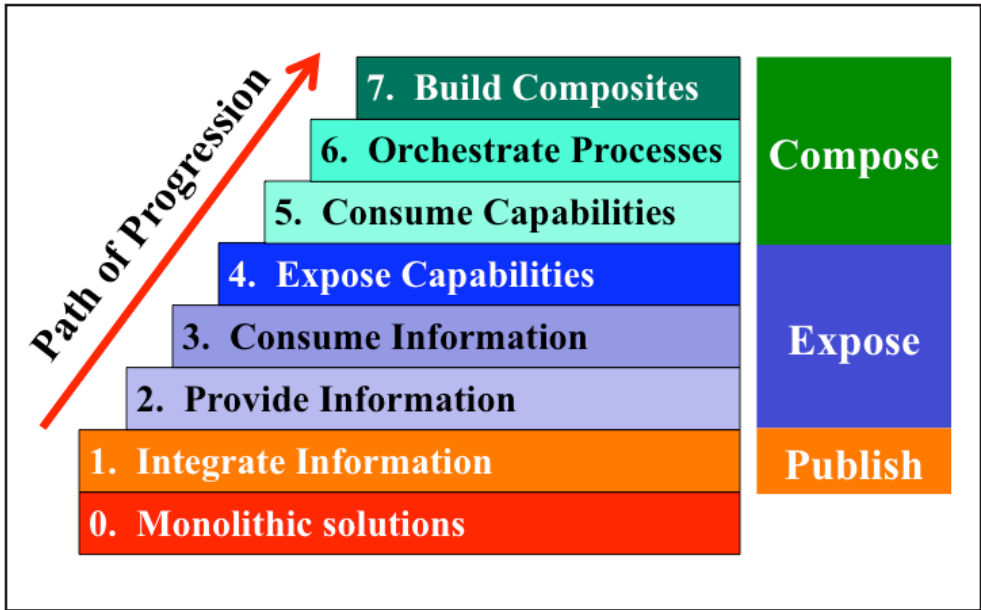 Path of Progression
7. Build Composites
6. Orchestrate Processes
5. Consume Capabilities
4. Expose Capabilities
3. Consume Information
2. Provide Information
1. Integrate Information
0. Monolithic solutions
Compose
Expose
Publish